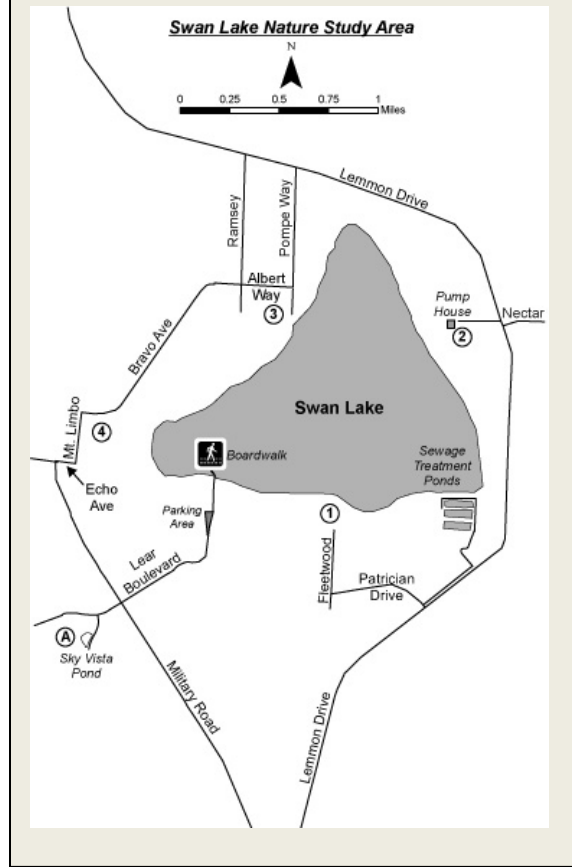 Swan Lake Nature Study Area
N
0 0.25 0.5 0.75 1
Miles
Lemmon Drive
Ramsey
Pompe Way
Albert
Way
3
Bravo Ave
Pump
House
Nectar
2
Mt. Limbo
4
Swan Lake
Boardwalk
Sewage
Treatment
Ponds
Echo
Ave
Parking
Area
1
Lear
Boulevard
Fleetwood
Patrician
Drive
A
Sky Vista
Pond
Military Road
Lemmon Drive